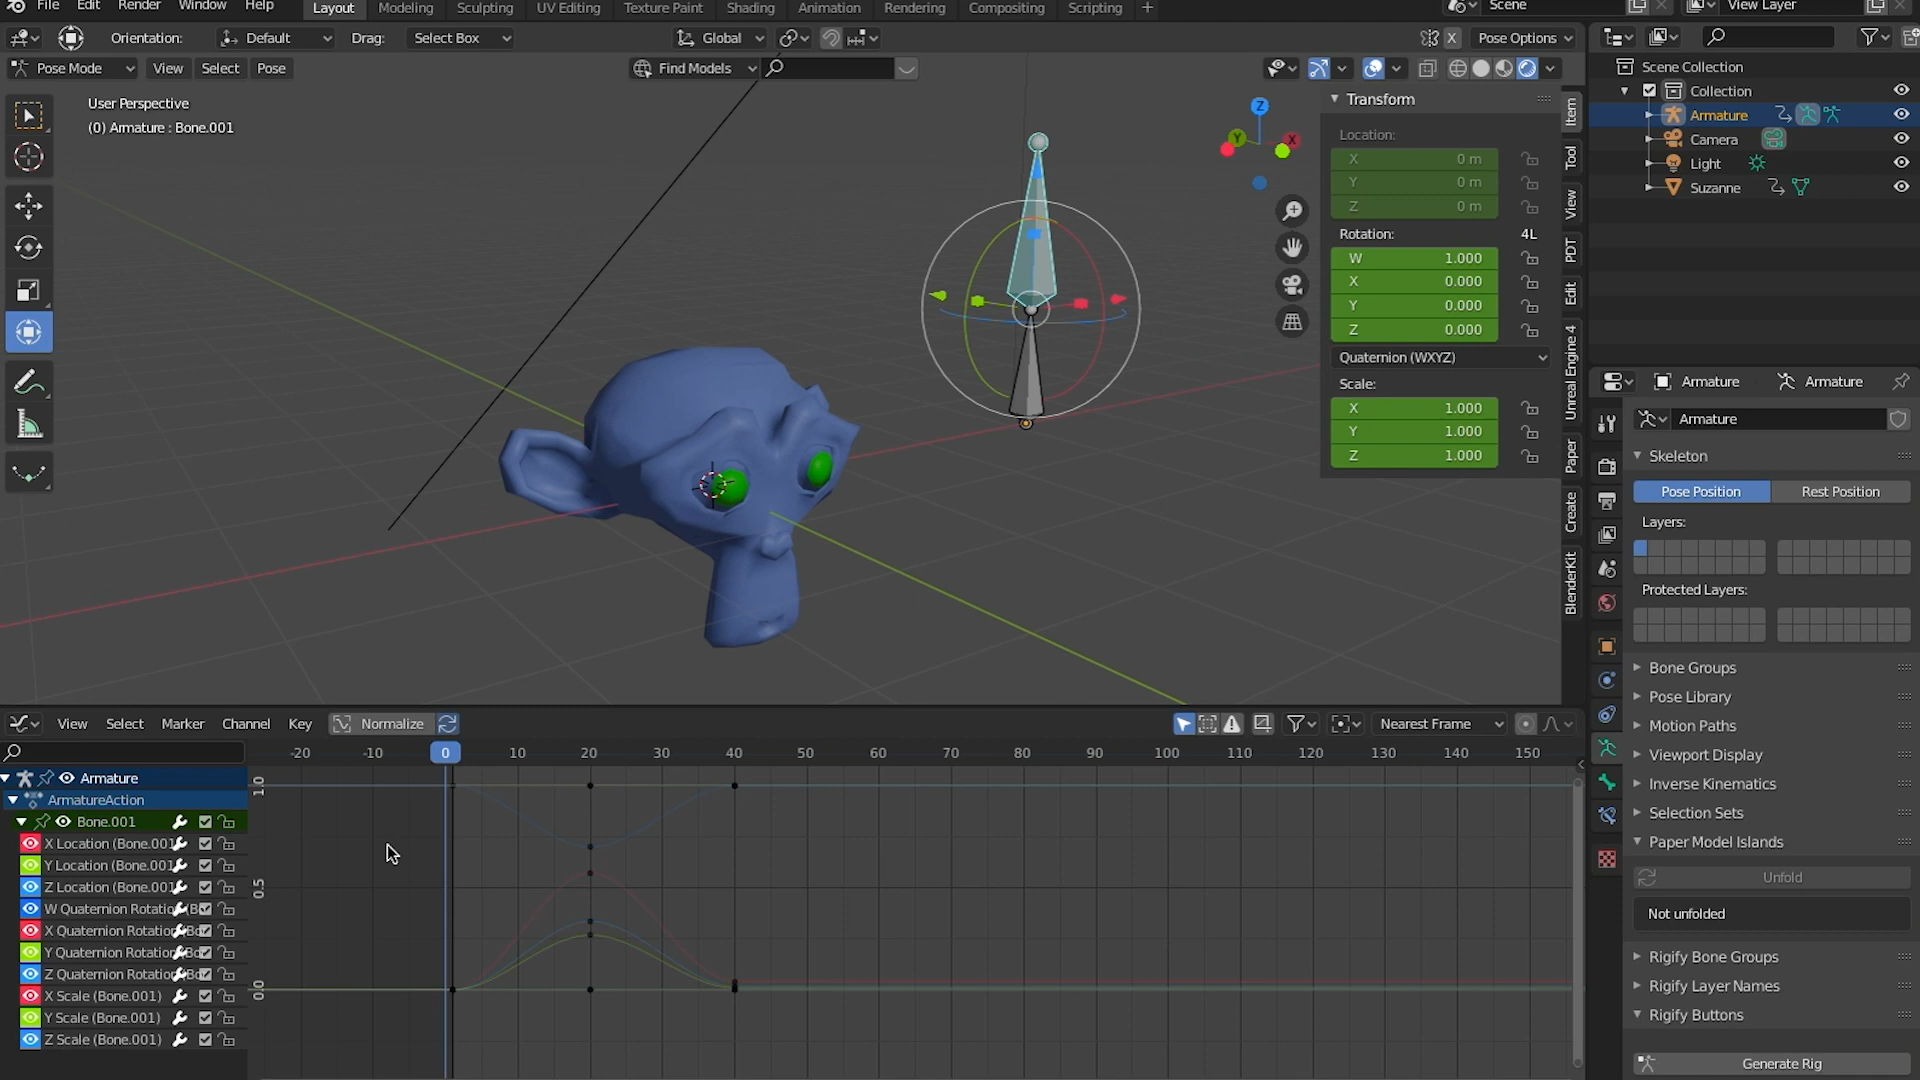 File Edit Render Window Help Layout Modeling Sculpting UV Editing Texture Paint Shading Animation Rendering Compositing Scripting + Scene View Layer
Orientation: Default Drag: Select Box Global X Pose Options
Pose Mode View Select Pose Find Models
User Perspective
(0) Armature : Bone.001
Z
Y
X
Transform
Location:
X 0 m
Y 0 m
Z 0 m
Rotation: 4L
W 1.000
X 0.000
Y 0.000
Z 0.000
Quaternion (WXYZ)
Scale:
X 1.000
Y 1.000
Z 1.000
Item
Tool
View
PDT
Edit
Unreal Engine 4
Paper
Create
BlenderKit
Scene Collection
Collection
Armature
Camera
Light
Suzanne
Armature Armature
Armature
Skeleton
Pose Position Rest Position
Layers:
Protected Layers:
Bone Groups
Pose Library
Motion Paths
Viewport Display
Inverse Kinematics
Selection Sets
Paper Model Islands
Unfold
Not unfolded
Rigify Bone Groups
Rigify Layer Names
Rigify Buttons
Generate Rig
View Select Marker Channel Key Normalize Nearest Frame
-20 -10 0 10 20 30 40 50 60 70 80 90 100 110 120 130 140 150
Armature
ArmatureAction
Bone.001
X Location (Bone.001
Y Location (Bone.001
Z Location (Bone.001
W Quaternion Rotation (B
X Quaternion Rotation Bo
Y Quaternion Rotation Bo
Z Quaternion Rotation Bo
X Scale (Bone.001)
Y Scale (Bone.001)
Z Scale (Bone.001)
1.0
0.5
0.0